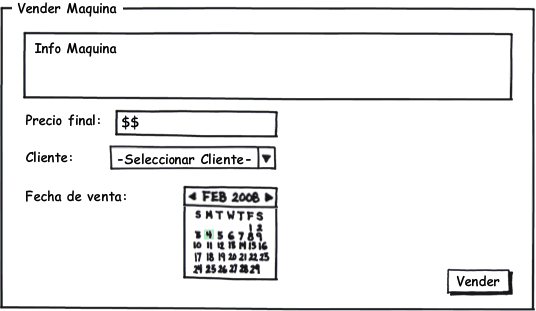 Vender Maquina
Info Maquina
Precio final: $$
Cliente: -Seleccionar Cliente-
Fecha de venta:
FEB 2008
S M T W T F S
1 2
3 4 5 6 7 8 9
10 11 12 13 14 15 16
17 18 19 20 21 22 23
24 25 26 27 28 29
Vender